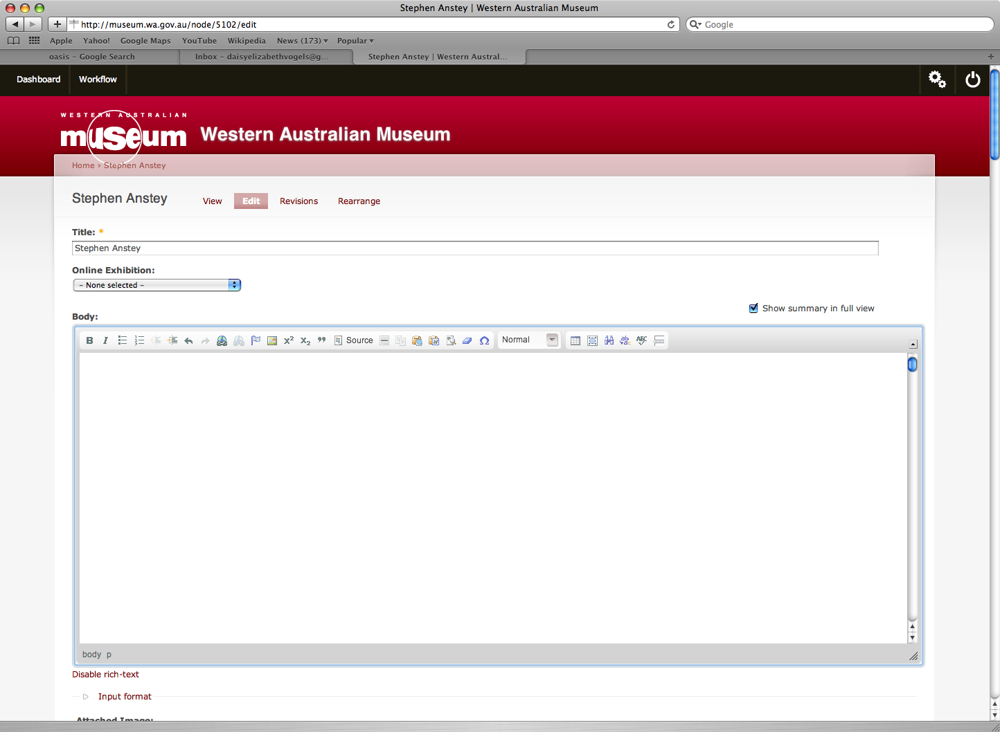 Stephen Anstey | Western Australian Museum
http://museum.wa.gov.au/node/5102/edit
Google
Apple Yahoo! Google Maps YouTube Wikipedia News (173) Popular
oasis – Google Search
Inbox – daisyelizabethvogels@g...
Stephen Anstey | Western Austral...
Dashboard Workflow
WESTERN AUSTRALIAN
museum
Western Australian Museum
Home › Stephen Anstey
Stephen Anstey
View Edit Revisions Rearrange
Title: *
Stephen Anstey
Online Exhibition:
– None selected –
Show summary in full view
Body:
B I x² X₂ Source Normal ABC
body p
Disable rich-text
Input format
Attached Image: